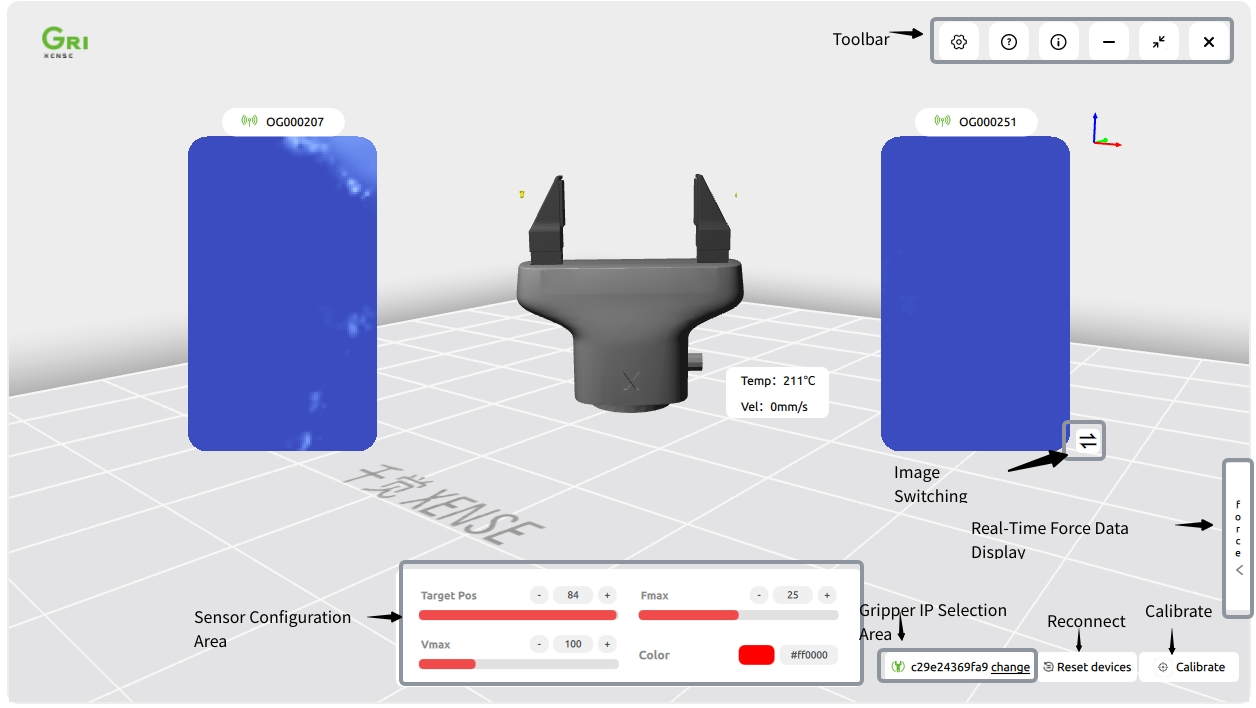 GRI
XENSE
Toolbar
OG000207
OG000251
Temp: 211°C
Vel: 0mm/s
X
千觉 XENSE
Image
Switching
Real-Time Force Data
Display
force
<
Sensor Configuration
Area
Target Pos - 84 +
Fmax - 25 +
Vmax - 100 +
Color #ff0000
Gripper IP Selection
Area
Reconnect
Calibrate
c29e24369fa9 change
Reset devices
Calibrate